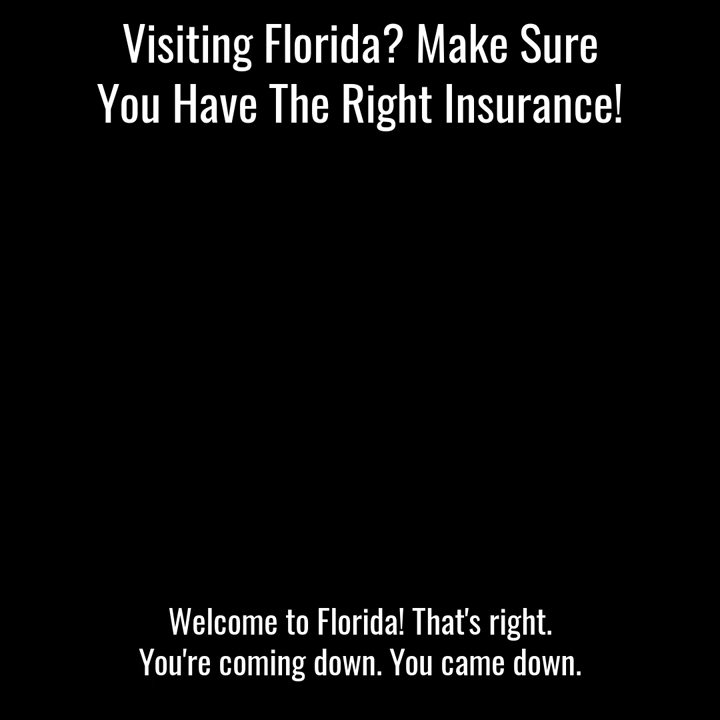 Visiting Florida? Make Sure
You Have The Right Insurance!
Welcome to Florida! That's right.
You're coming down. You came down.